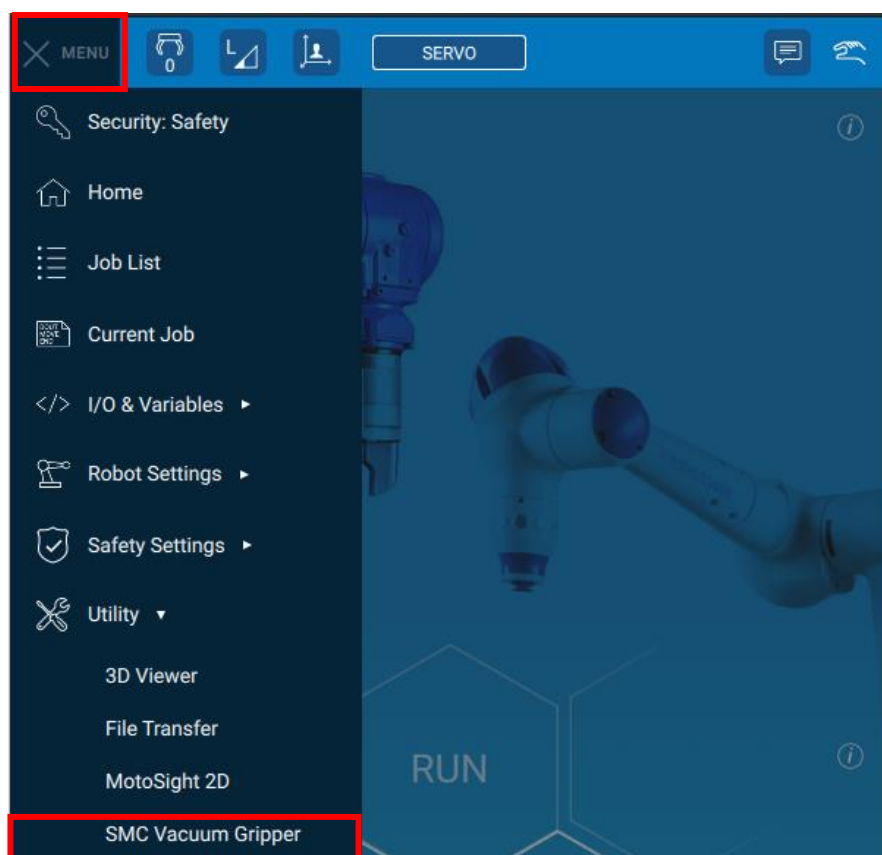 MENU
0
L
SERVO
Security: Safety
Home
Job List
Current Job
I/O & Variables
Robot Settings
Safety Settings
Utility
3D Viewer
File Transfer
MotoSight 2D
RUN
SMC Vacuum Gripper